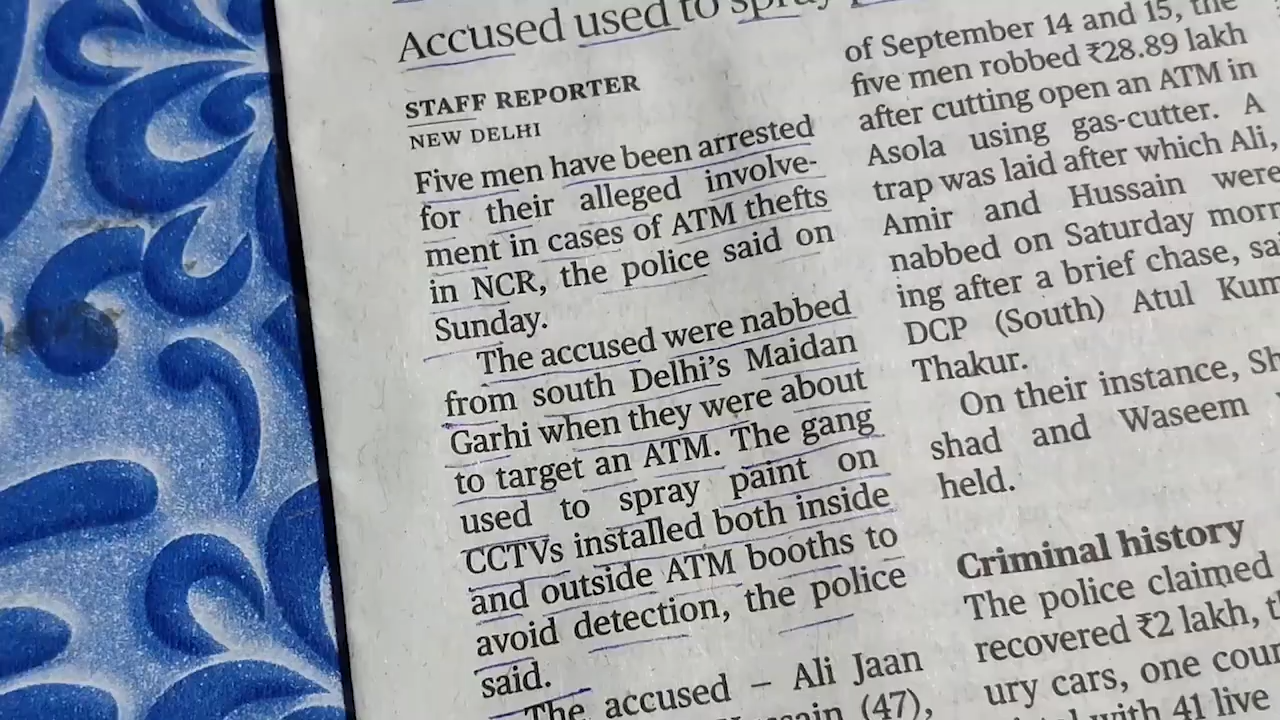 Accused used to spray
STAFF REPORTER
NEW DELHI
Five men have been arrested
for their alleged involve-
ment in cases of ATM thefts
in NCR, the police said on
Sunday.
The accused were nabbed
from south Delhi's Maidan
Garhi when they were about
to target an ATM. The gang
used to spray paint on
CCTVs installed both inside
and outside ATM booths to
avoid detection, the police
said.
The accused – Ali Jaan
(47),
of September 14 and 15, the
five men robbed ₹28.89 lakh
after cutting open an ATM in
Asola using gas-cutter. A
trap was laid after which Ali,
Amir and Hussain were
nabbed on Saturday morn
ing after a brief chase, sa
DCP (South) Atul Kum
Thakur.
On their instance, Sh
shad and Waseem
held.
Criminal history
The police claimed
recovered ₹2 lakh,
ury cars, one coun
with 41 live